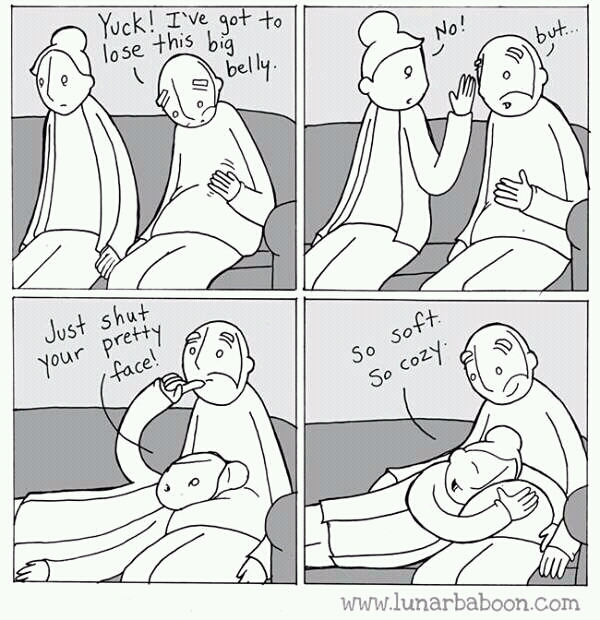 Yuck! I've got to
lose this big
belly.
No!
but...
Just shut
your pretty
face!
So soft.
So cozy.
www.lunarbaboon.com